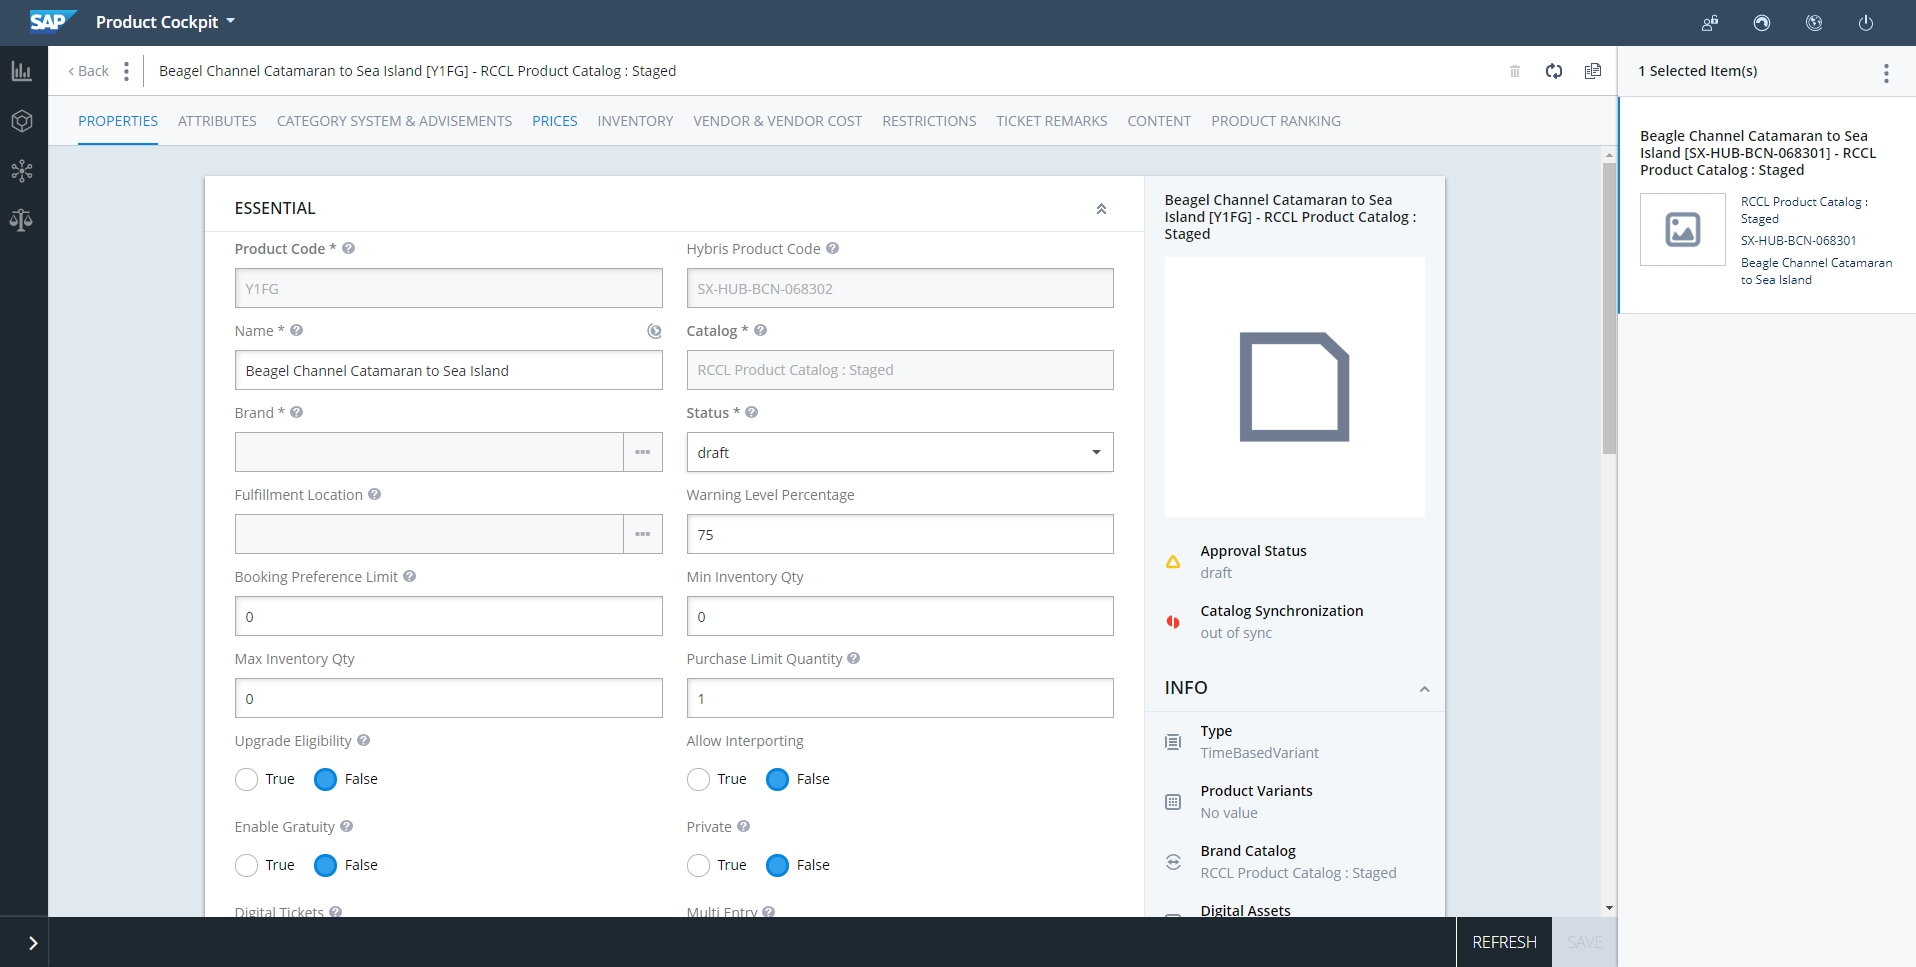 SAP Product Cockpit
Back
Beagel Channel Catamaran to Sea Island [Y1FG] - RCCL Product Catalog : Staged
1 Selected Item(s)
PROPERTIES ATTRIBUTES CATEGORY SYSTEM & ADVISEMENTS PRICES INVENTORY VENDOR & VENDOR COST RESTRICTIONS TICKET REMARKS CONTENT PRODUCT RANKING
ESSENTIAL
Product Code * Hybris Product Code
Y1FG SX-HUB-BCN-068302
Name * Catalog *
Beagel Channel Catamaran to Sea Island RCCL Product Catalog : Staged
Brand * Status *
draft
Fulfillment Location Warning Level Percentage
75
Booking Preference Limit Min Inventory Qty
0 0
Max Inventory Qty Purchase Limit Quantity
0 1
Upgrade Eligibility Allow Interporting
True False True False
Enable Gratuity Private
True False True False
Digital Tickets Multi Entry
Beagel Channel Catamaran to Sea
Island [Y1FG] - RCCL Product Catalog :
Staged
Approval Status
draft
Catalog Synchronization
out of sync
INFO
Type
TimeBasedVariant
Product Variants
No value
Brand Catalog
RCCL Product Catalog : Staged
Digital Assets
Beagle Channel Catamaran to Sea
Island [SX-HUB-BCN-068301] - RCCL
Product Catalog : Staged
RCCL Product Catalog :
Staged
SX-HUB-BCN-068301
Beagle Channel Catamaran
to Sea Island
REFRESH SAVE